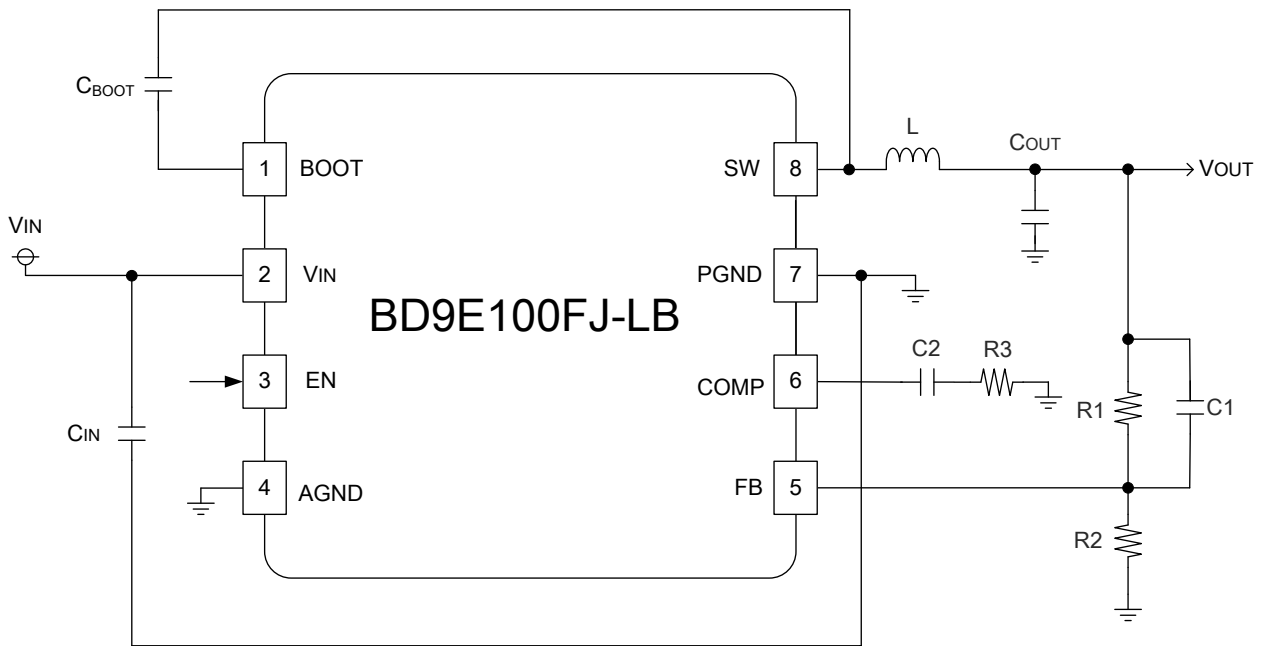 CBOOT
1
BOOT
SW
8
L
COUT
VOUT
VIN
2
VIN
PGND
7
BD9E100FJ-LB
3
EN
COMP
6
C2
R3
R1
C1
CIN
4
AGND
FB
5
R2